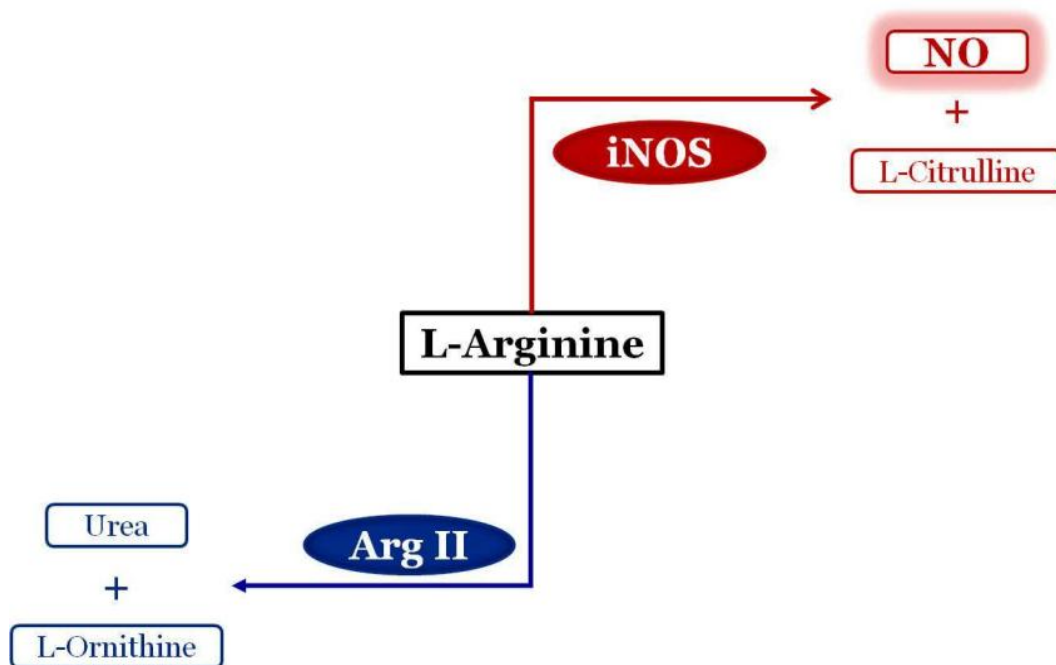 NO
+
iNOS
L-Citrulline
L-Arginine
Urea
Arg II
+
L-Ornithine